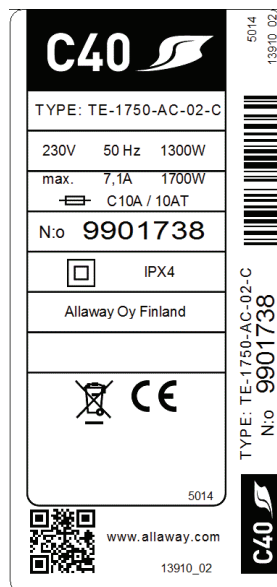 C40
TYPE: TE-1750-AC-02-C
230V 50 Hz 1300W
max. 7,1A 1700W
C10A / 10AT
N:o 9901738
IPX4
Allaway Oy Finland
CE
5014
www.allaway.com
13910_02
5014
13910_02
TYPE: TE-1750-AC-02-C
N:o 9901738
C40